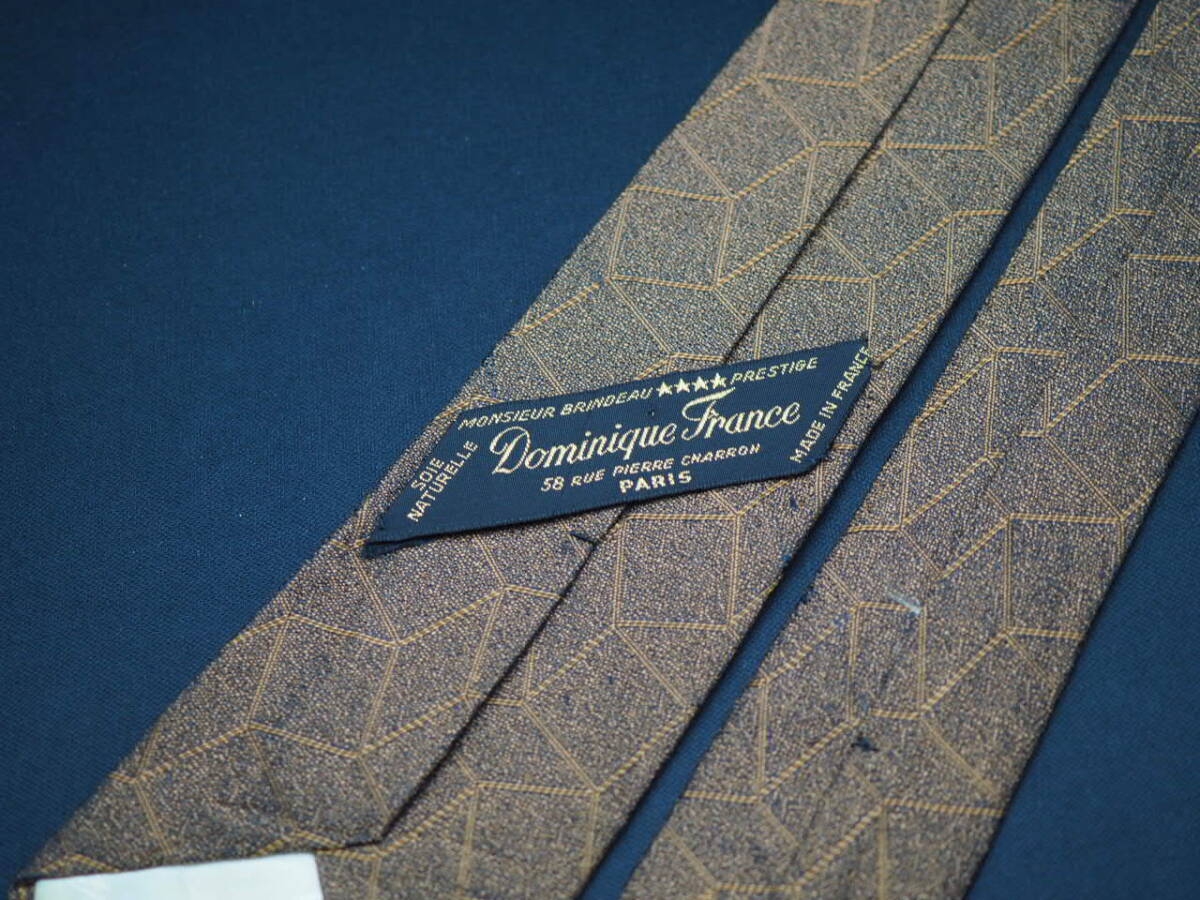 MONSIEUR BRINDEAU ★★★★ PRESTIGE
SOIE
NATURELLE
Dominique France
58 RUE PIERRE CHARRON
PARIS
MADE IN FRANCE